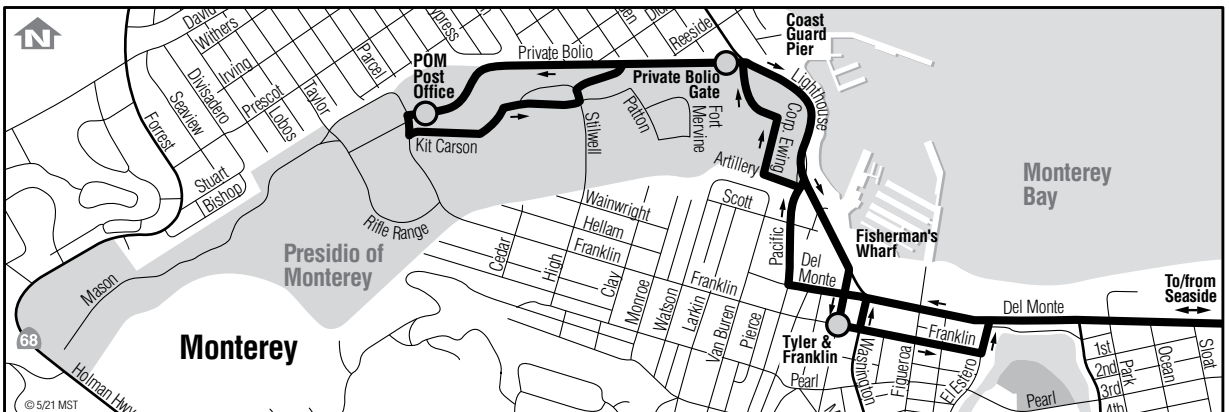 N
David
Withers
Divisadero
Irving
Seaview
Prescot
Lobos
Forrest
Taylor
Parcel
Stuart
Bishop
POM
Post
Office
Private Bolio
Reeside
Private Bolio
Gate
Coast
Guard
Pier
Lighthouse
Corp. Ewing
Kit Carson
Stilwell
Patton
Fort
Mervine
Artillery
Scott
Wainwright
Hellam
Franklin
Rifle Range
Presidio of
Monterey
Mason
68
Holman Hwy
Monterey
Cedar
High
Clay
Monroe
Watson
Larkin
Van Buren
Pierce
Franklin
Pacific
Del
Monte
Fisherman's
Wharf
Monterey
Bay
Tyler &
Franklin
Pearl
Washington
Figueroa
El Estero
Franklin
Del Monte
To/from
Seaside
1st
2nd
3rd
4th
Park
Ocean
Sloat
Pearl
© 5/21 MST